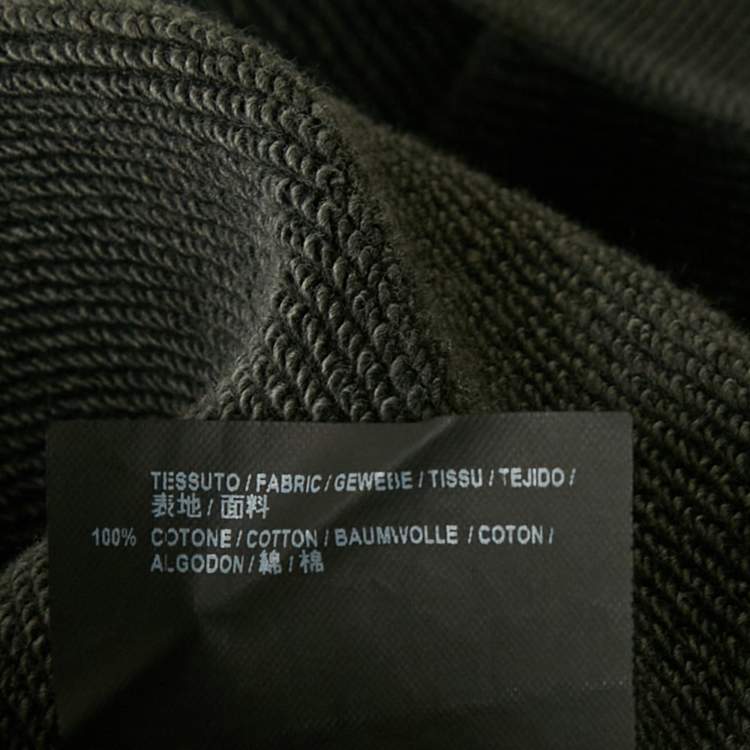 TESSUTO / FABRIC / GEWEBE / TISSU / TEJIDO /
表地 / 面料
100% COTONE / COTTON / BAUMWOLLE / COTON /
ALGODON / 綿 / 棉